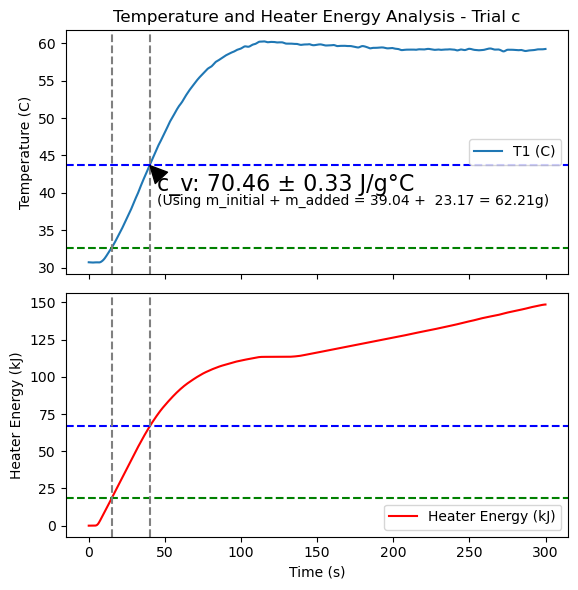 Temperature and Heater Energy Analysis - Trial c
60
55
50
45
40
35
30
Temperature (C)
T1 (C)
c_v: 70.46 ± 0.33 J/g°C
(Using m_initial + m_added = 39.04 +  23.17 = 62.21g)
150
125
100
75
50
25
0
Heater Energy (kJ)
Heater Energy (kJ)
0 50 100 150 200 250 300
Time (s)